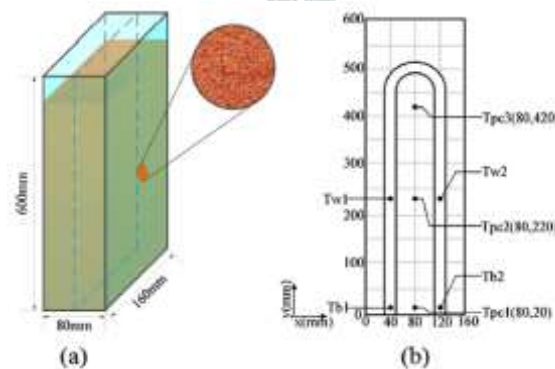 600mm
80mm
160mm
(a)
600
500
400
300
200
100
0
Tpc3(80,420)
Tw2
Tw1
Tpc2(80,220)
Tb2
Tb1
Tpc1(80,20)
y(mm)
x(mm)
0 40 80 120 160
(b)